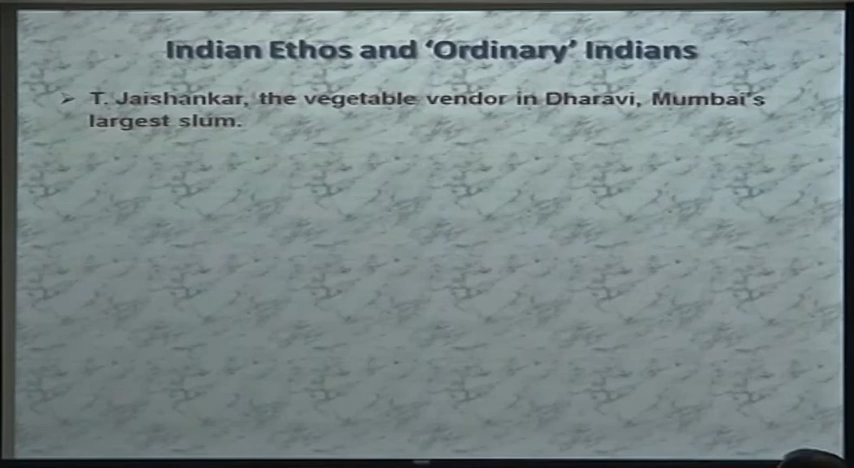 Indian Ethos and ‘Ordinary’ Indians
➢ T. Jaishankar, the vegetable vendor in Dharavi, Mumbai's
largest slum.